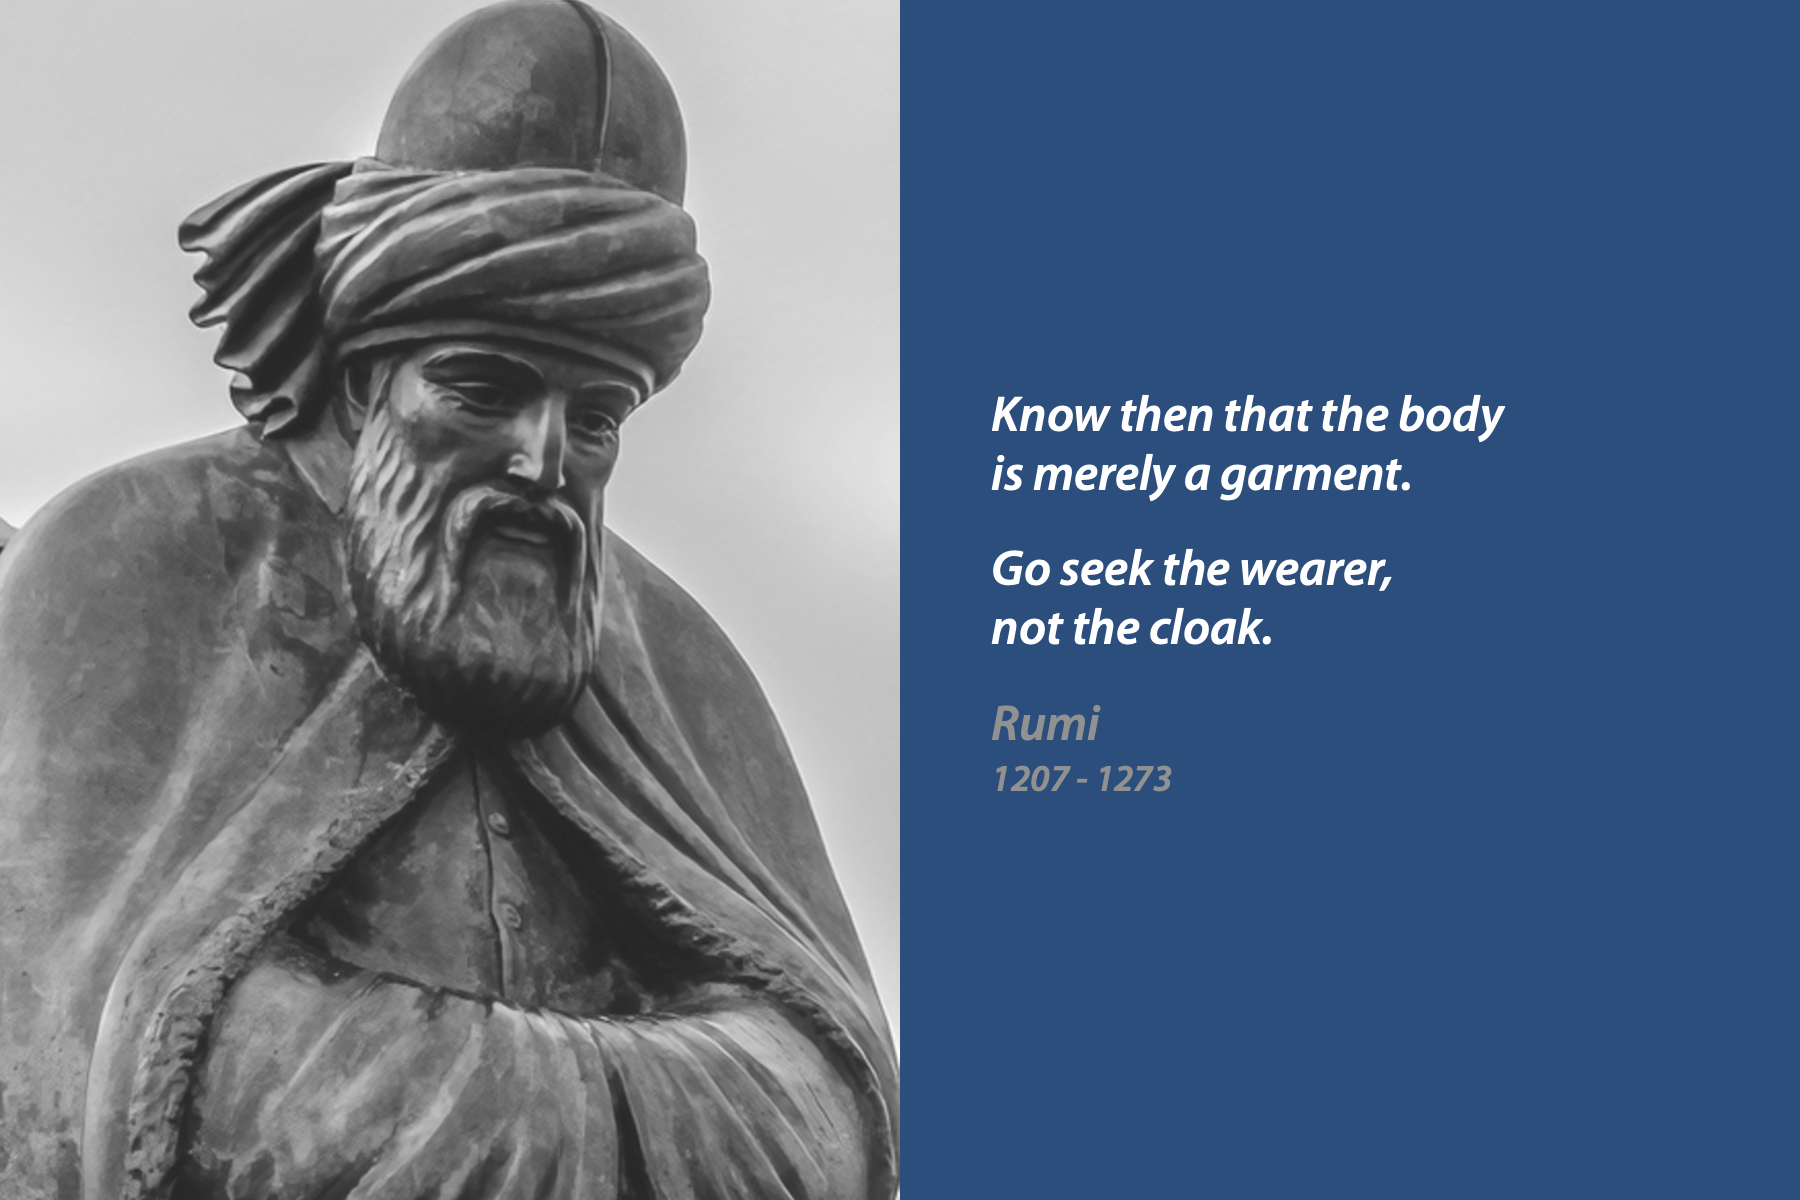 Know then that the body
is merely a garment.
Go seek the wearer,
not the cloak.
Rumi
1207 - 1273